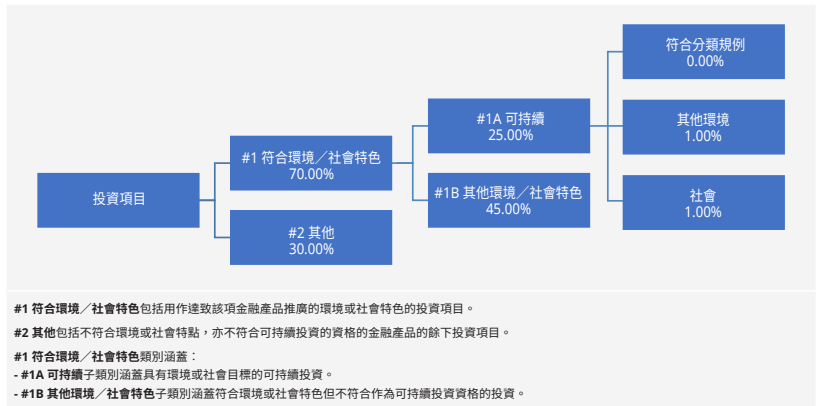 投資項目
#1 符合環境／社會特色
70.00%
#2 其他
30.00%
#1A 可持續
25.00%
#1B 其他環境／社會特色
45.00%
符合分類規例
0.00%
其他環境
1.00%
社會
1.00%
#1 符合環境／社會特色包括用作達致該項金融產品推廣的環境或社會特色的投資項目。
#2 其他包括不符合環境或社會特點，亦不符合可持續投資的資格的金融產品的餘下投資項目。
#1 符合環境／社會特色類別涵蓋：
- #1A 可持續子類別涵蓋具有環境或社會目標的可持續投資。
- #1B 其他環境／社會特色子類別涵蓋符合環境或社會特色但不符合作為可持續投資資格的投資。